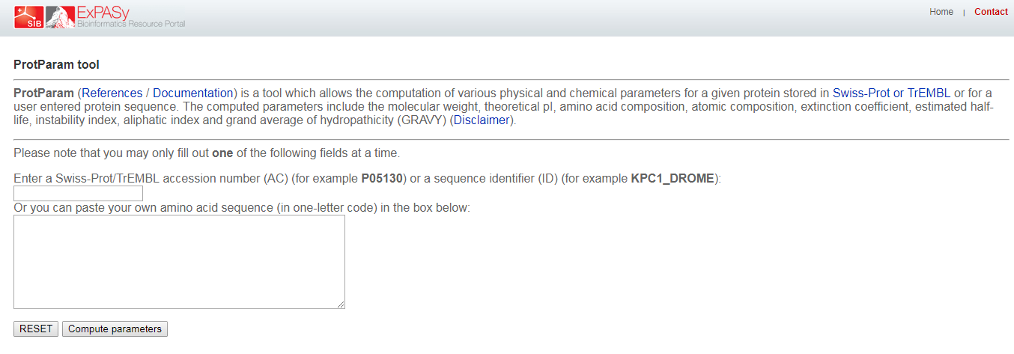 SIB
ExPASy
Bioinformatics Resource Portal
Home | Contact
ProtParam tool
ProtParam (References / Documentation) is a tool which allows the computation of various physical and chemical parameters for a given protein stored in Swiss-Prot or TrEMBL or for a
user entered protein sequence. The computed parameters include the molecular weight, theoretical pI, amino acid composition, atomic composition, extinction coefficient, estimated half-
life, instability index, aliphatic index and grand average of hydropathicity (GRAVY) (Disclaimer).
Please note that you may only fill out one of the following fields at a time.
Enter a Swiss-Prot/TrEMBL accession number (AC) (for example P05130) or a sequence identifier (ID) (for example KPC1_DROME):
Or you can paste your own amino acid sequence (in one-letter code) in the box below:
RESET Compute parameters